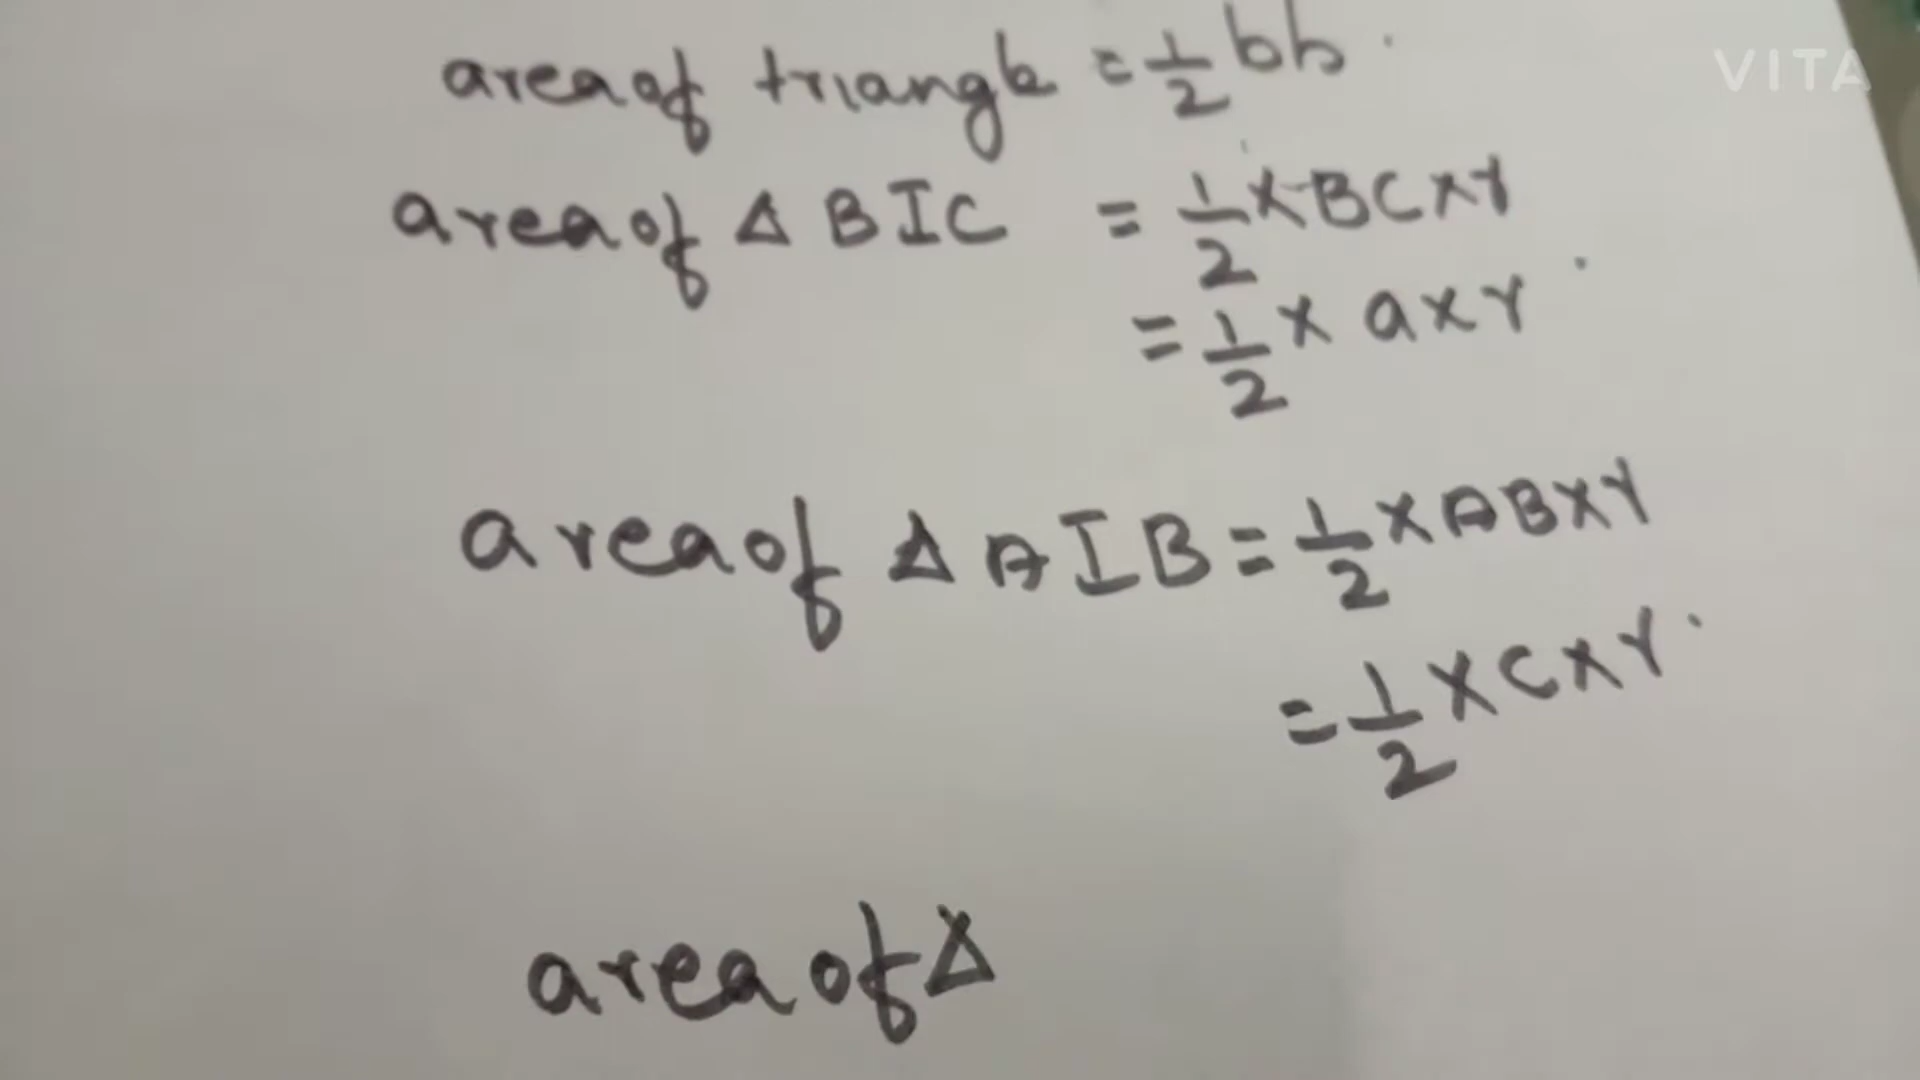 area of triangle = 1/2 bh.
VITA
area of Δ BIC = 1/2 × BC × r
= 1/2 × a × r
area of Δ AIB = 1/2 × AB × r
= 1/2 × c × r
area of Δ